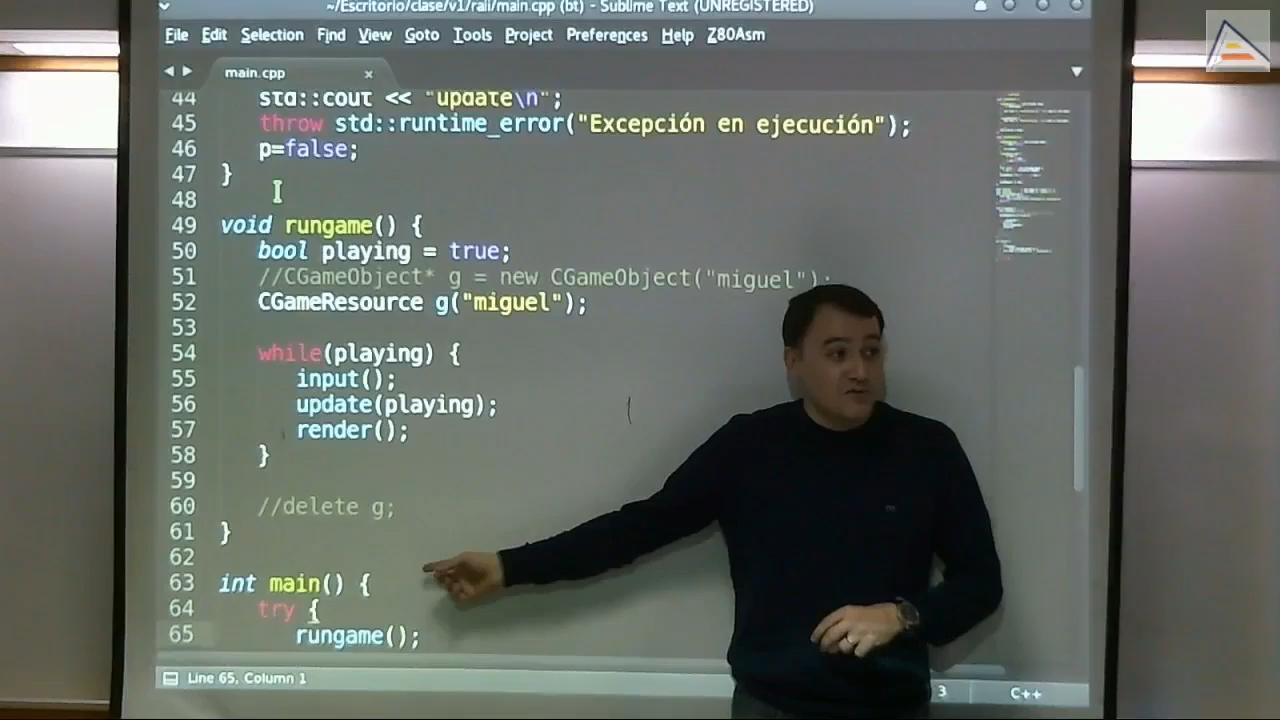 ~/Escritorio/clase/v1/raii/main.cpp (bt) - Sublime Text (UNREGISTERED)
File Edit Selection Find View Goto Tools Project Preferences Help Z80Asm
main.cpp ×
44 std::cout << "update\n";
45 throw std::runtime_error("Excepción en ejecución");
46 p=false;
47 }
48
49 void rungame() {
50 bool playing = true;
51 //CGameObject* g = new CGameObject("miguel");
52 CGameResource g("miguel");
53
54 while(playing) {
55 input();
56 update(playing);
57 render();
58 }
59
60 //delete g;
61 }
62
63 int main() {
64 try {
65 rungame();
Line 65, Column 1
3 C++